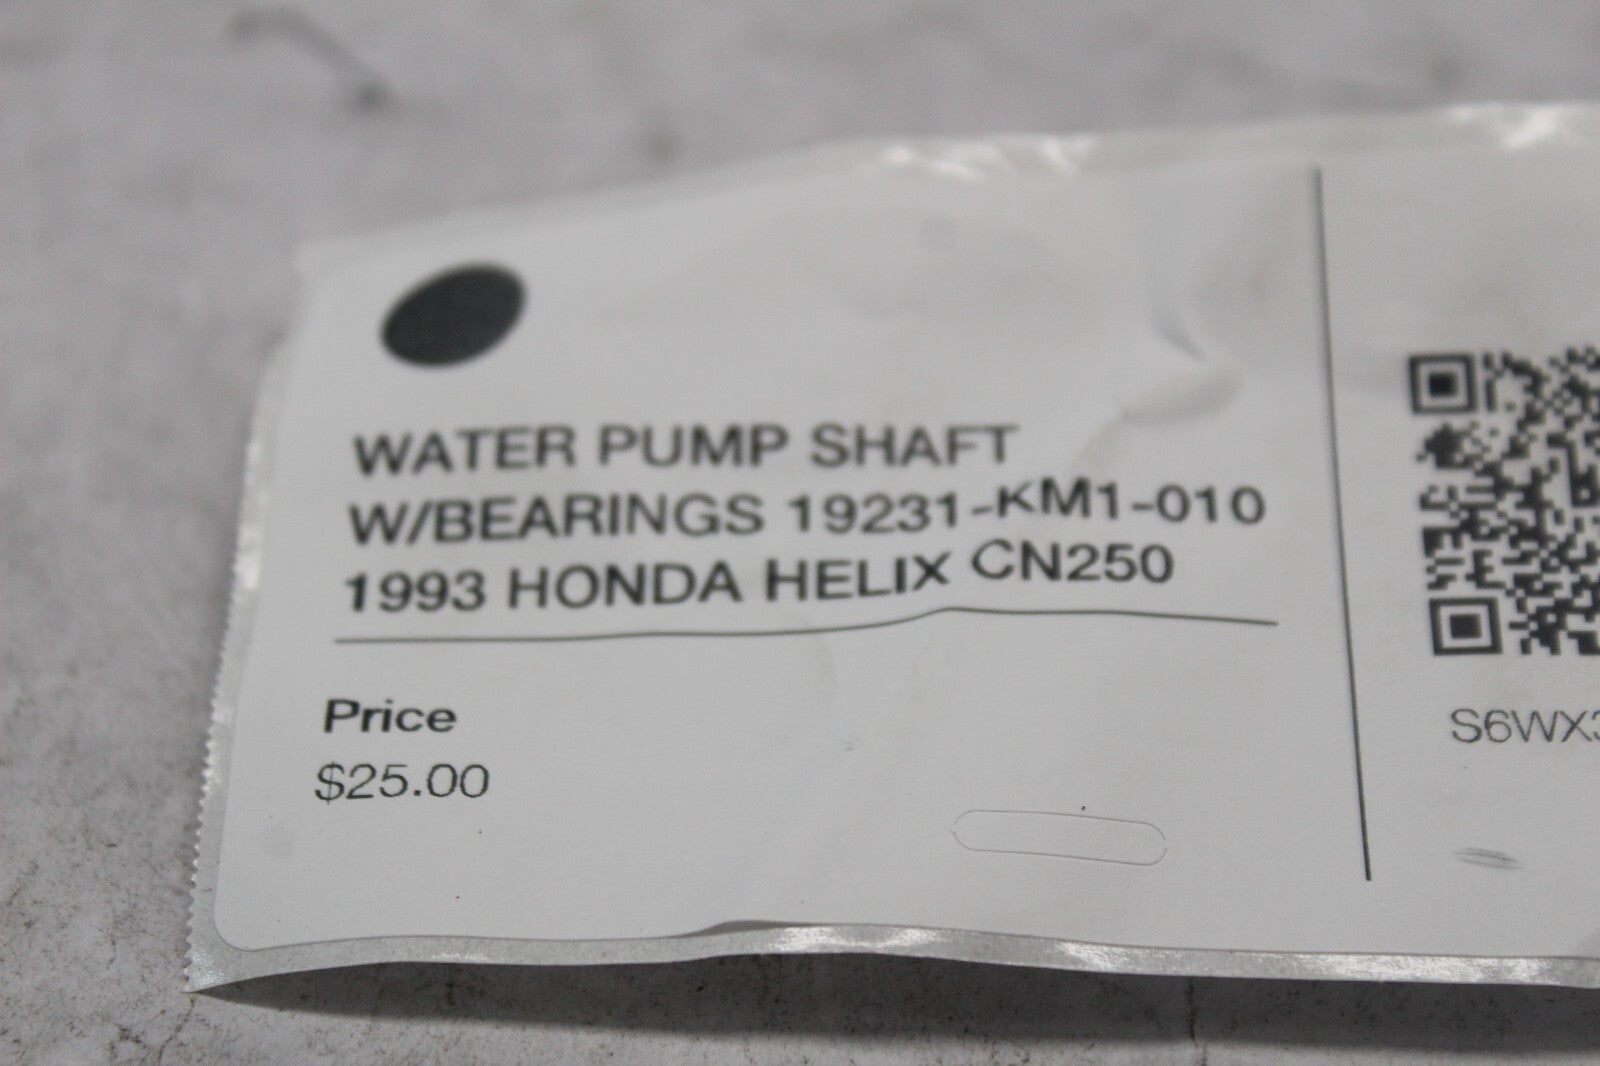 WATER PUMP SHAFT
W/BEARINGS 19231-KM1-010
1993 HONDA HELIX CN250
Price
$25.00